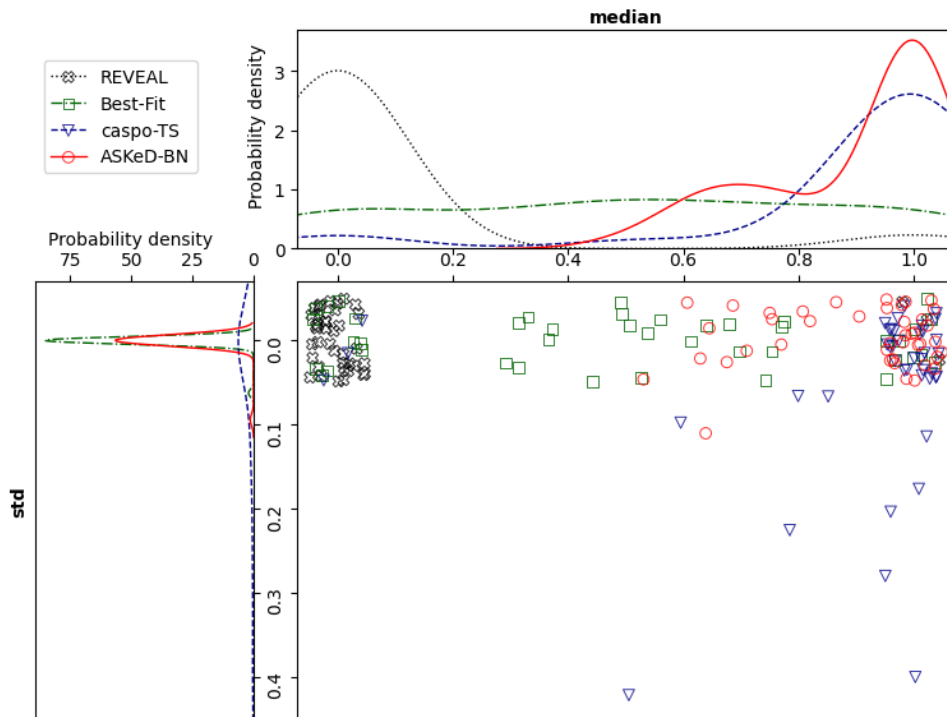 median
REVEAL
Best-Fit
caspo-TS
ASKeD-BN
Probability density
3
2
1
0
0.0 0.2 0.4 0.6 0.8 1.0
Probability density
75 50 25 0
std
0.0
0.1
0.2
0.3
0.4